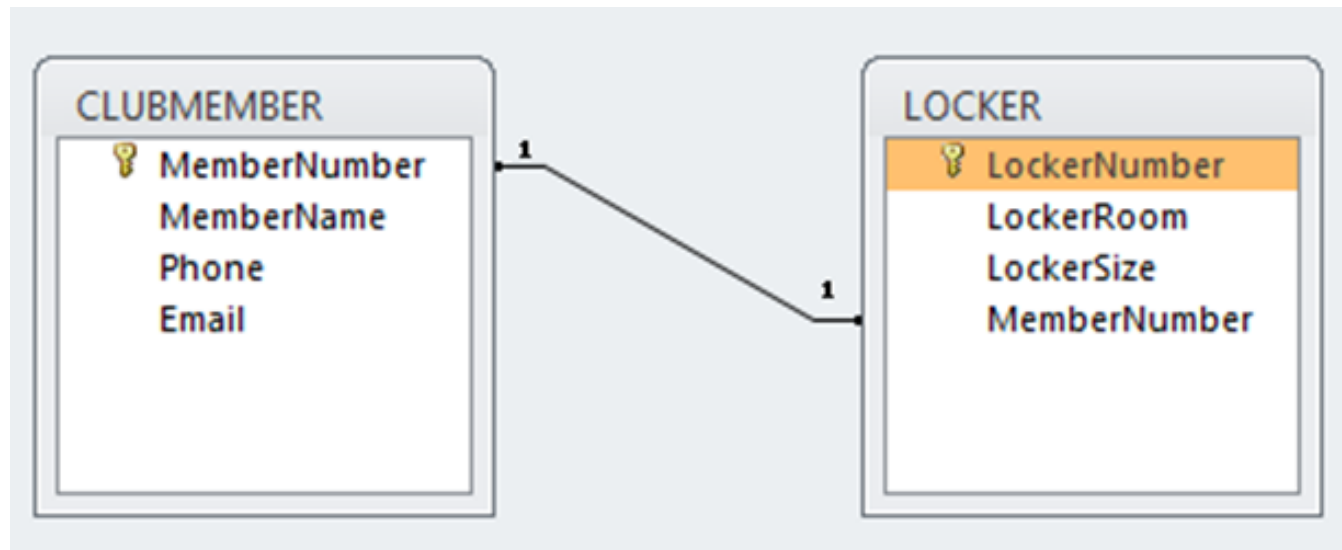 CLUBMEMBER
MemberNumber
MemberName
Phone
Email
1
1
LOCKER
LockerNumber
LockerRoom
LockerSize
MemberNumber